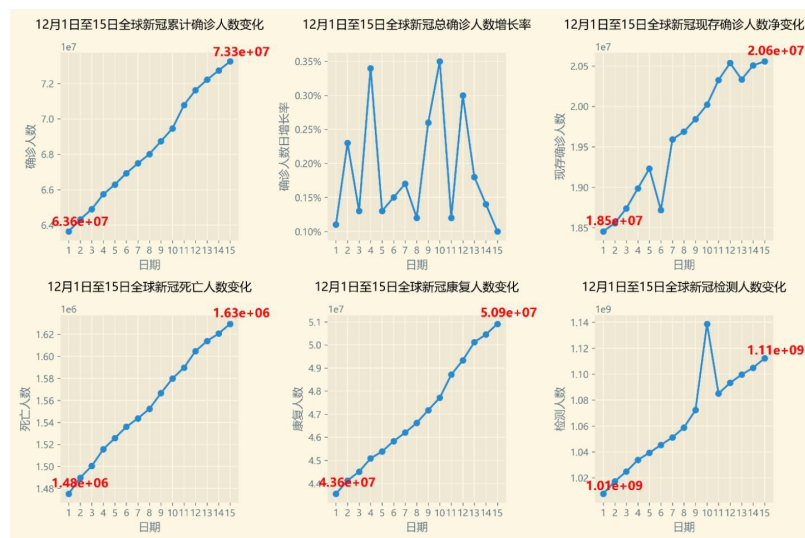 12月1日至15日全球新冠累计确诊人数变化
1e7
7.33e+07
7.2
7.0
6.8
6.6
6.4
6.36e+07
确诊人数
1 2 3 4 5 6 7 8 9 10 11 12 13 14 15
日期
12月1日至15日全球新冠总确诊人数增长率
0.35%
0.30%
0.25%
0.20%
0.15%
0.10%
确诊人数日增长率
1 2 3 4 5 6 7 8 9 10 11 12 13 14 15
日期
12月1日至15日全球新冠现存确诊人数净变化
1e7
2.06e+07
2.05
2.00
1.95
1.90
1.85
1.85e+07
现存确诊人数
1 2 3 4 5 6 7 8 9 10 11 12 13 14 15
日期
12月1日至15日全球新冠死亡人数变化
1e6
1.63e+06
1.62
1.60
1.58
1.56
1.54
1.52
1.50
1.48
1.48e+06
死亡人数
1 2 3 4 5 6 7 8 9 10 11 12 13 14 15
日期
12月1日至15日全球新冠康复人数变化
1e7
5.09e+07
5.1
5.0
4.9
4.8
4.7
4.6
4.5
4.4
4.36e+07
康复人数
1 2 3 4 5 6 7 8 9 10 11 12 13 14 15
日期
12月1日至15日全球新冠检测人数变化
1e9
1.14
1.12
1.11e+09
1.10
1.08
1.06
1.04
1.02
1.01e+09
检测人数
1 2 3 4 5 6 7 8 9 10 11 12 13 14 15
日期